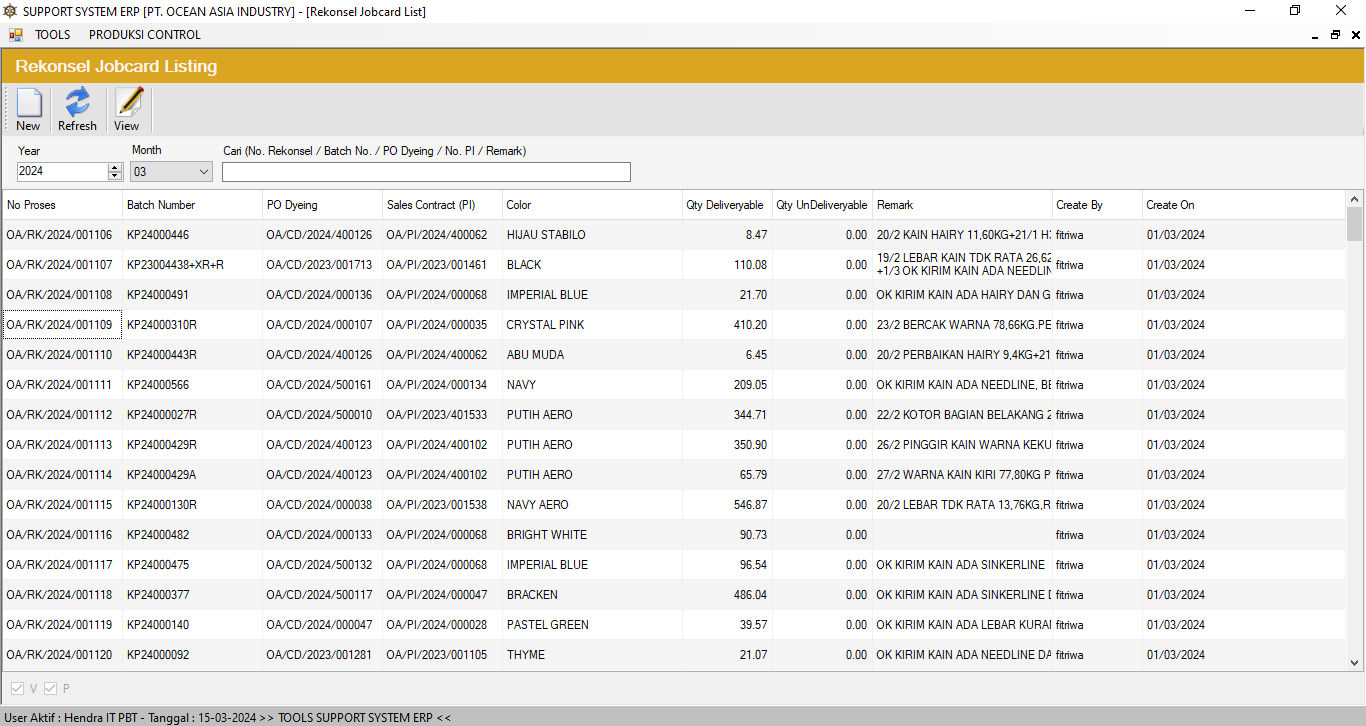 SUPPORT SYSTEM ERP [PT. OCEAN ASIA INDUSTRY] - [Rekonsel Jobcard List]
TOOLS PRODUKSI CONTROL
Rekonsel Jobcard Listing
New Refresh View
Year Month Cari (No. Rekonsel / Batch No. / PO Dyeing / No. PI / Remark)
2024 03
No Proses Batch Number PO Dyeing Sales Contract (PI) Color Qty Deliveryable Qty UnDeliveryable Remark Create By Create On
OA/RK/2024/001106 KP24000446 OA/CD/2024/400126 OA/PI/2024/400062 HIJAU STABILO 8.47 0.00 20/2 KAIN HAIRY 11,60KG+21/1 fitriwa 01/03/2024
OA/RK/2024/001107 KP23004438+XR+R OA/CD/2023/001713 OA/PI/2023/001461 BLACK 110.08 0.00 19/2 LEBAR KAIN TDK RATA 26,62
+1/3 OK KIRIM KAIN ADA NEEDLIN fitriwa 01/03/2024
OA/RK/2024/001108 KP24000491 OA/CD/2024/000136 OA/PI/2024/000068 IMPERIAL BLUE 21.70 0.00 OK KIRIM KAIN ADA HAIRY DAN G fitriwa 01/03/2024
OA/RK/2024/001109 KP24000310R OA/CD/2024/000107 OA/PI/2024/000035 CRYSTAL PINK 410.20 0.00 23/2 BERCAK WARNA 78,66KG.PE fitriwa 01/03/2024
OA/RK/2024/001110 KP24000443R OA/CD/2024/400126 OA/PI/2024/400062 ABU MUDA 6.45 0.00 20/2 PERBAIKAN HAIRY 9,4KG+21 fitriwa 01/03/2024
OA/RK/2024/001111 KP24000566 OA/CD/2024/500161 OA/PI/2024/000134 NAVY 209.05 0.00 OK KIRIM KAIN ADA NEEDLINE, BE fitriwa 01/03/2024
OA/RK/2024/001112 KP24000027R OA/CD/2024/500010 OA/PI/2023/401533 PUTIH AERO 344.71 0.00 22/2 KOTOR BAGIAN BELAKANG 2 fitriwa 01/03/2024
OA/RK/2024/001113 KP24000429R OA/CD/2024/400123 OA/PI/2024/400102 PUTIH AERO 350.90 0.00 26/2 PINGGIR KAIN WARNA KEKU fitriwa 01/03/2024
OA/RK/2024/001114 KP24000429A OA/CD/2024/400123 OA/PI/2024/400102 PUTIH AERO 65.79 0.00 27/2 WARNA KAIN KIRI 77,80KG P fitriwa 01/03/2024
OA/RK/2024/001115 KP24000130R OA/CD/2024/000038 OA/PI/2023/001538 NAVY AERO 546.87 0.00 20/2 LEBAR TDK RATA 13,76KG,R fitriwa 01/03/2024
OA/RK/2024/001116 KP24000482 OA/CD/2024/000133 OA/PI/2024/000068 BRIGHT WHITE 90.73 0.00 fitriwa 01/03/2024
OA/RK/2024/001117 KP24000475 OA/CD/2024/500132 OA/PI/2024/000068 IMPERIAL BLUE 96.54 0.00 OK KIRIM KAIN ADA SINKERLINE fitriwa 01/03/2024
OA/RK/2024/001118 KP24000377 OA/CD/2024/500117 OA/PI/2024/000047 BRACKEN 486.04 0.00 OK KIRIM KAIN ADA SINKERLINE fitriwa 01/03/2024
OA/RK/2024/001119 KP24000140 OA/CD/2024/000047 OA/PI/2024/000028 PASTEL GREEN 39.57 0.00 OK KIRIM KAIN ADA LEBAR KURAN fitriwa 01/03/2024
OA/RK/2024/001120 KP24000092 OA/CD/2023/001281 OA/PI/2023/001105 THYME 21.07 0.00 OK KIRIM KAIN ADA NEEDLINE DA fitriwa 01/03/2024
V P
User Aktif : Hendra IT PBT - Tanggal : 15-03-2024 >> TOOLS SUPPORT SYSTEM ERP <<